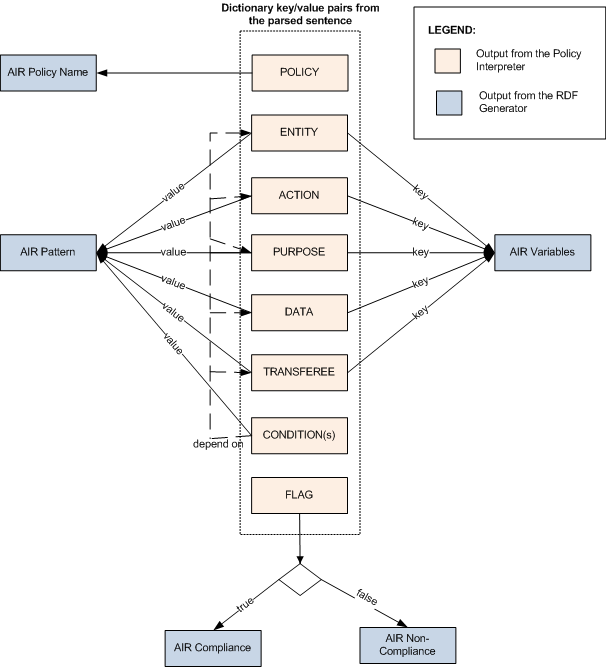 Dictionary key/value pairs from
the parsed sentence
LEGEND:
Output from the Policy
Interpreter
Output from the RDF
Generator
AIR Policy Name
POLICY
ENTITY
ACTION
PURPOSE
DATA
TRANSFEREE
CONDITION(s)
FLAG
AIR Pattern
AIR Variables
value
value
value
value
value
value
key
key
key
key
key
depend on
true
false
AIR Compliance
AIR Non-
Compliance